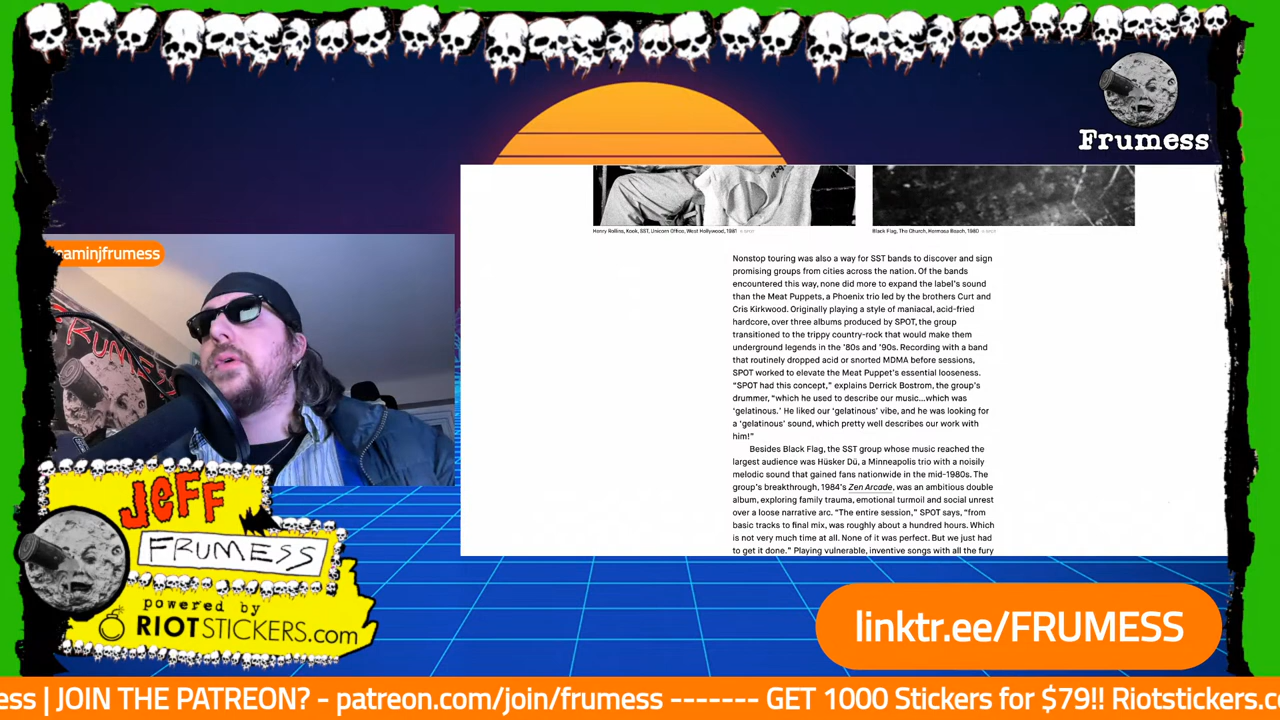 Frumess
aminjfrumess
FRUMESS
Henry Rollins, Kook, SST, Unicorn Office, West Hollywood, 1981 © SPOT
Black Flag, The Church, Hermosa Beach, 1980 © SPOT
Nonstop touring was also a way for SST bands to discover and sign
promising groups from cities across the nation. Of the bands
encountered this way, none did more to expand the label's sound
than the Meat Puppets, a Phoenix trio led by the brothers Curt and
Cris Kirkwood. Originally playing a style of maniacal, acid-fried
hardcore, over three albums produced by SPOT, the group
transitioned to the trippy country-rock that would make them
underground legends in the '80s and '90s. Recording with a band
that routinely dropped acid or snorted MDMA before sessions,
SPOT worked to elevate the Meat Puppet's essential looseness.
“SPOT had this concept,” explains Derrick Bostrom, the group's
drummer, “which he used to describe our music...which was
‘gelatinous.’ He liked our ‘gelatinous’ vibe, and he was looking for
a ‘gelatinous’ sound, which pretty well describes our work with
him!”
Besides Black Flag, the SST group whose music reached the
largest audience was Hüsker Dü, a Minneapolis trio with a noisily
melodic sound that gained fans nationwide in the mid-1980s. The
group's breakthrough, 1984's Zen Arcade, was an ambitious double
album, exploring family trauma, emotional turmoil and social unrest
over a loose narrative arc. “The entire session,” SPOT says, “from
basic tracks to final mix, was roughly about a hundred hours. Which
is not very much time at all. None of it was perfect. But we just had
to get it done.” Playing vulnerable, inventive songs with all the fury
JEFF
FRUMESS
powered by
RIOTSTICKERS.com
linktr.ee/FRUMESS
ess | JOIN THE PATREON? - patreon.com/join/frumess ------- GET 1000 Stickers for $79!! Riotstickers.c